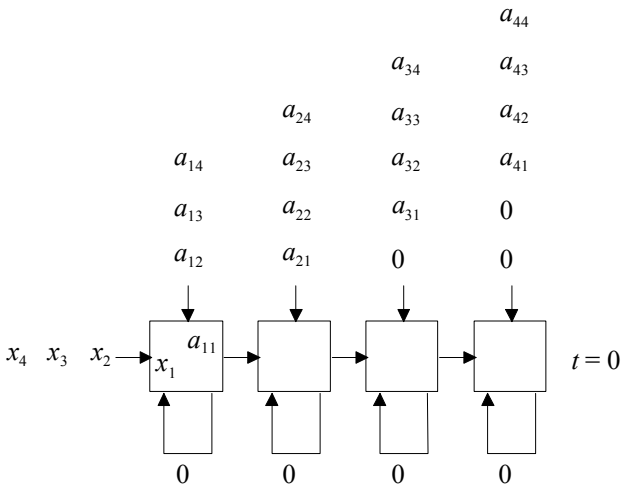 a₄₄
a₃₄ a₄₃
a₂₄ a₃₃ a₄₂
a₁₄ a₂₃ a₃₂ a₄₁
a₁₃ a₂₂ a₃₁ 0
a₁₂ a₂₁ 0 0
a₁₁
x₄ x₃ x₂ x₁ t = 0
0 0 0 0